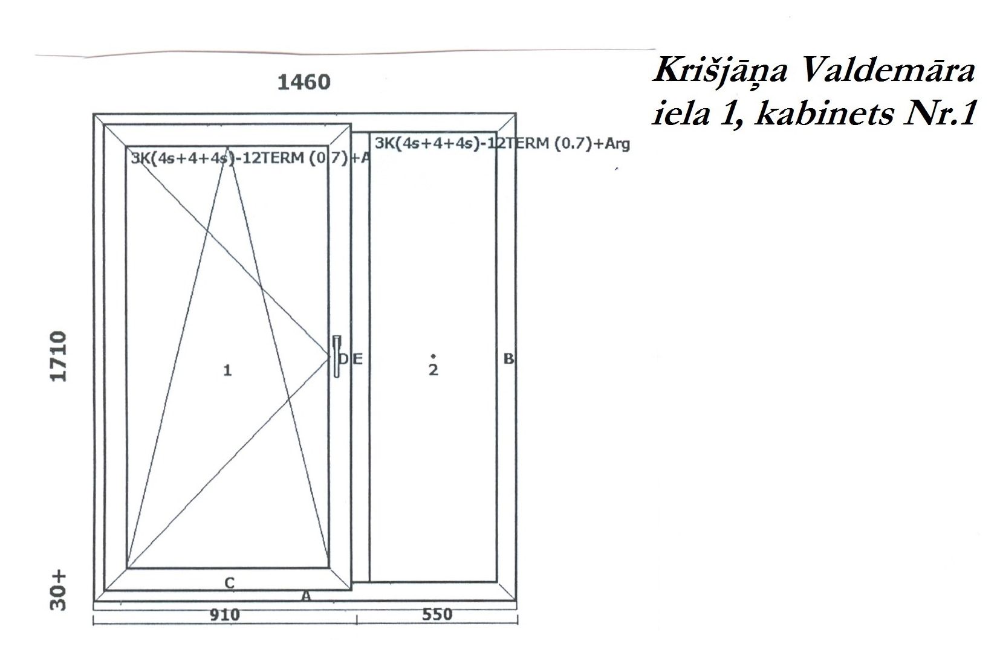 Krišjāņa Valdemāra
iela 1, kabinets Nr.1
1460
3K(4s+4+4s)-12TERM (0.7)+Arg
3K(4s+4+4s)-12TERM (0.7)+A
1710
1
D
E
2
B
C
A
30+
910
550